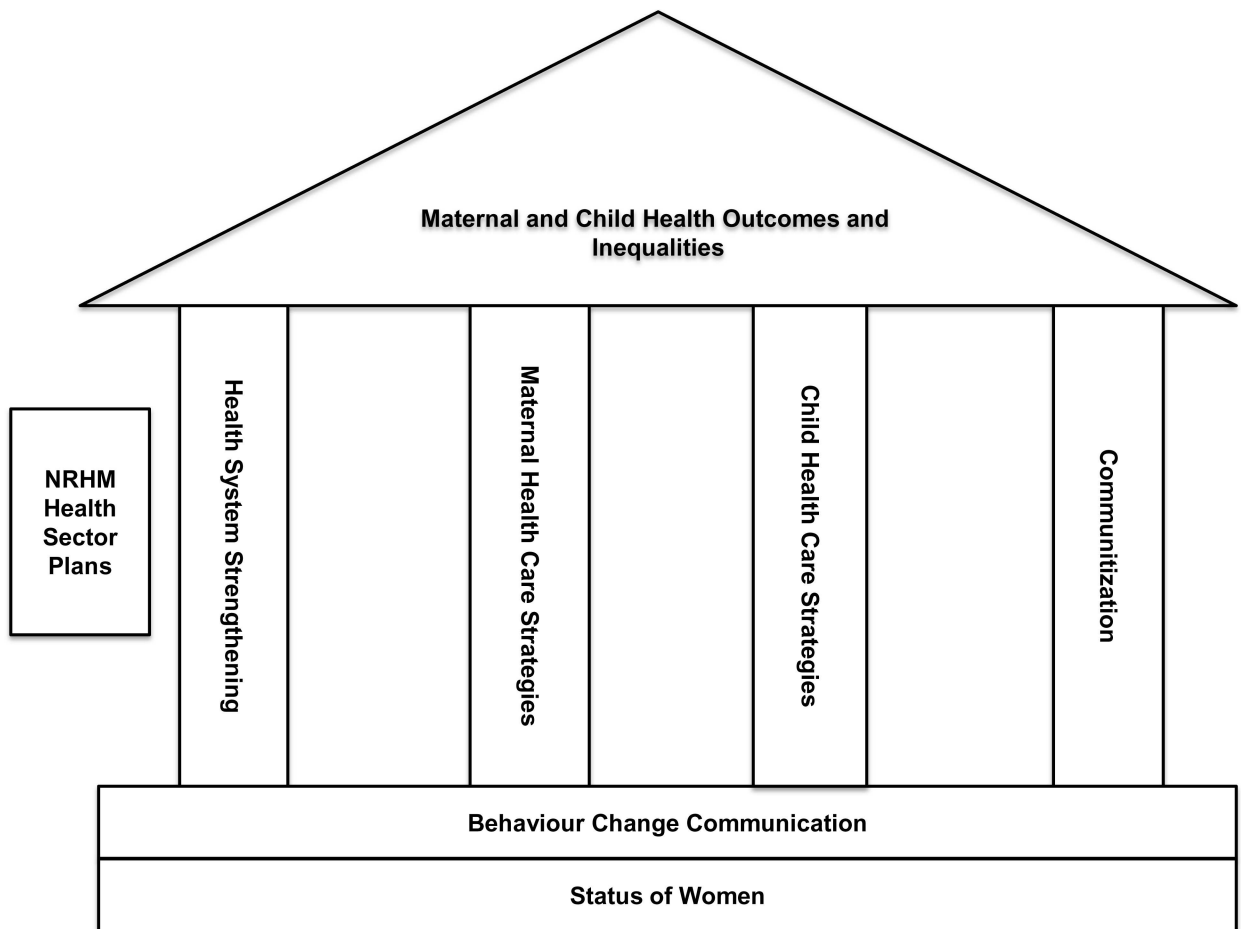 Maternal and Child Health Outcomes and
Inequalities
NRHM
Health
Sector
Plans
Health System Strengthening
Maternal Health Care Strategies
Child Health Care Strategies
Communitization
Behaviour Change Communication
Status of Women